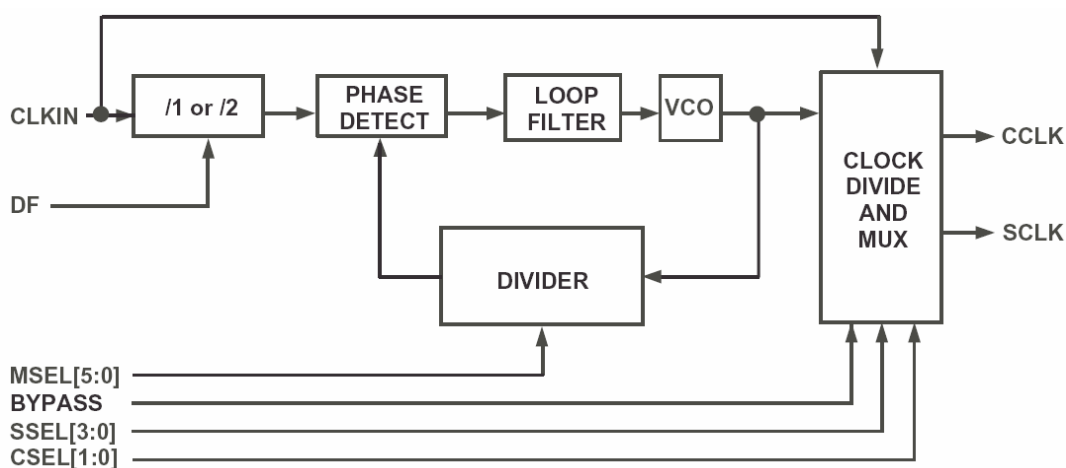 CLKIN
/1 or /2
PHASE
DETECT
LOOP
FILTER
VCO
CLOCK
DIVIDE
AND
MUX
CCLK
SCLK
DF
DIVIDER
MSEL[5:0]
BYPASS
SSEL[3:0]
CSEL[1:0]